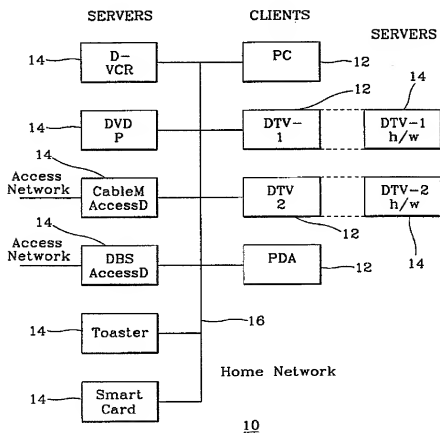 SERVERS
CLIENTS
SERVERS
14
D-
VCR
PC
12
12
14
14
DVD
P
DTV-
1
DTV-1
h/w
14
Access
Network
CableM
AccessD
DTV
2
DTV-2
h/w
14
Access
Network
DBS
AccessD
12
14
PDA
12
14
Toaster
16
Home Network
14
Smart
Card
10